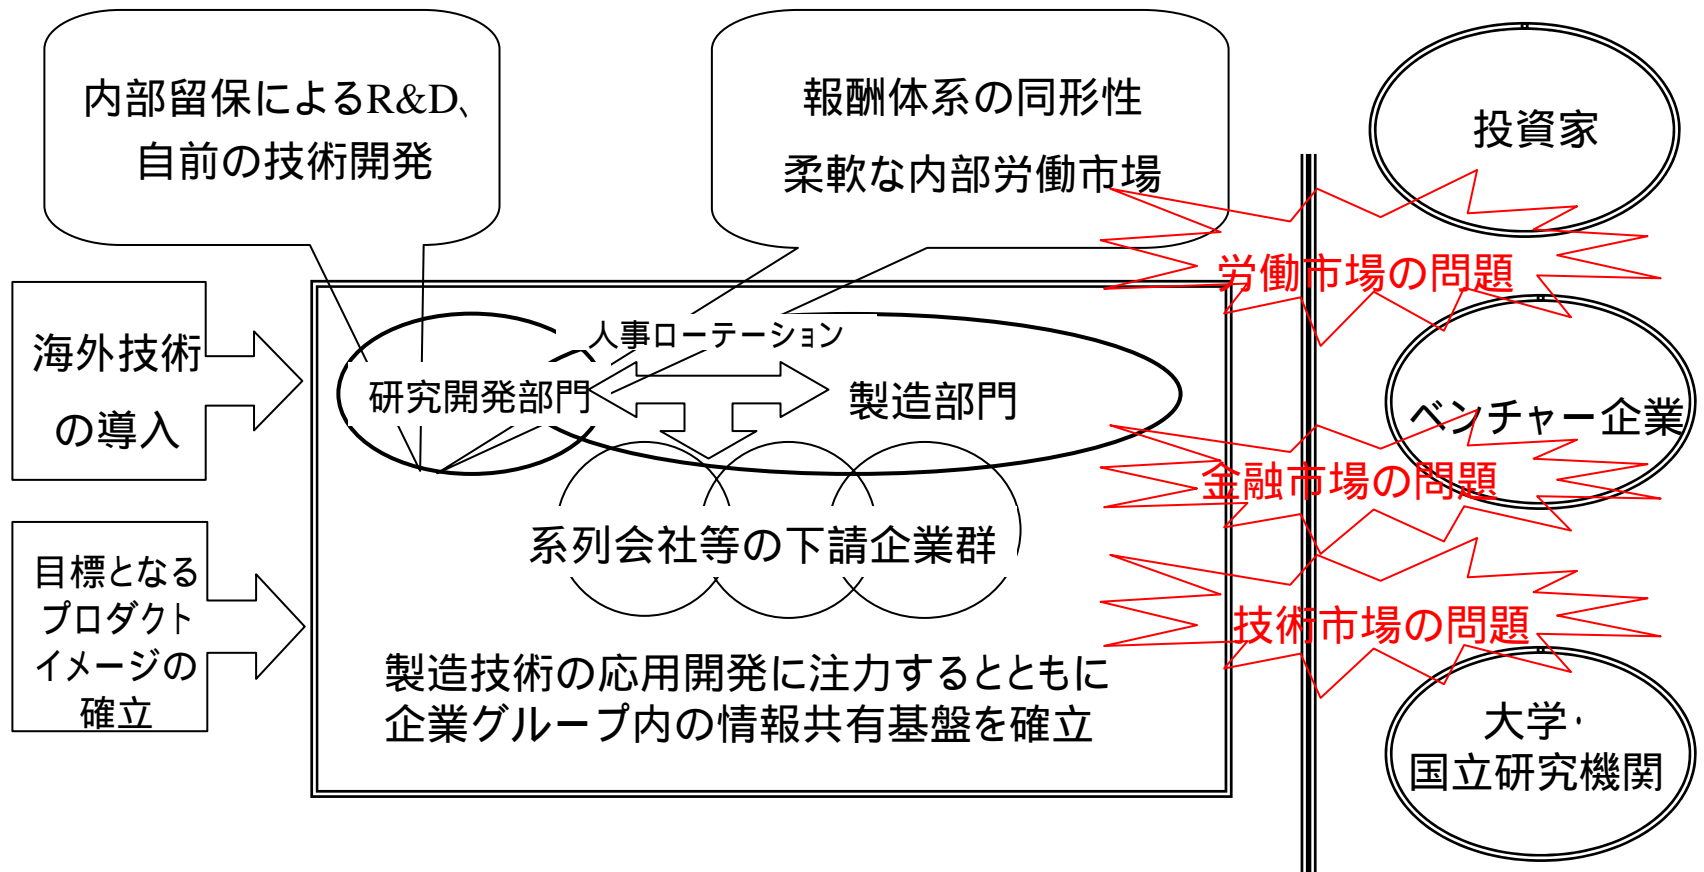 内部留保によるR&D、
自前の技術開発
報酬体系の同形性
柔軟な内部労働市場
投資家
労働市場の問題
海外技術
の導入
人事ローテーション
研究開発部門
製造部門
ベンチャー企業
金融市場の問題
系列会社等の下請企業群
目標となる
プロダクト
イメージの
確立
技術市場の問題
製造技術の応用開発に注力するとともに
企業グループ内の情報共有基盤を確立
大学・
国立研究機関